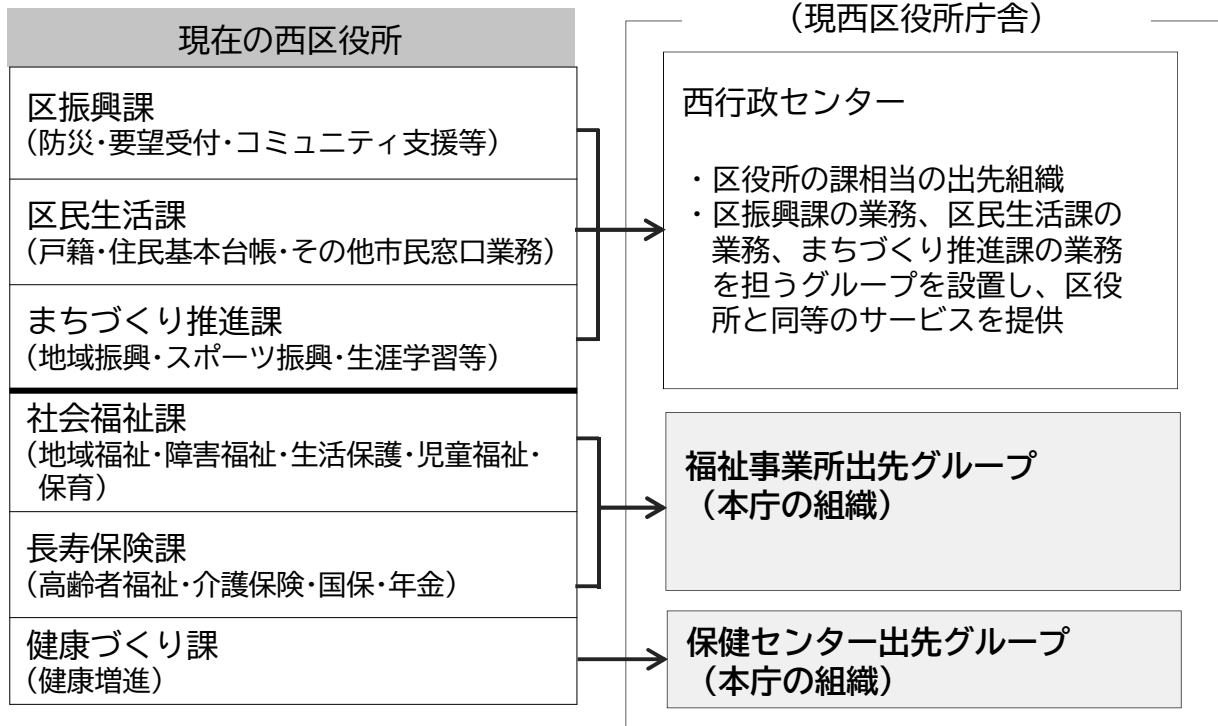 現在の西区役所
区振興課
（防災･要望受付･コミュニティ支援等）
区民生活課
（戸籍･住民基本台帳･その他市民窓口業務）
まちづくり推進課
（地域振興･スポーツ振興･生涯学習等）
社会福祉課
（地域福祉･障害福祉･生活保護･児童福祉･
保育）
長寿保険課
（高齢者福祉･介護保険･国保･年金）
健康づくり課
（健康増進）
（現西区役所庁舎）
西行政センター
・区役所の課相当の出先組織
・区振興課の業務、区民生活課の
業務、まちづくり推進課の業務
を担うグループを設置し、区役
所と同等のサービスを提供
福祉事業所出先グループ
（本庁の組織）
保健センター出先グループ
（本庁の組織）